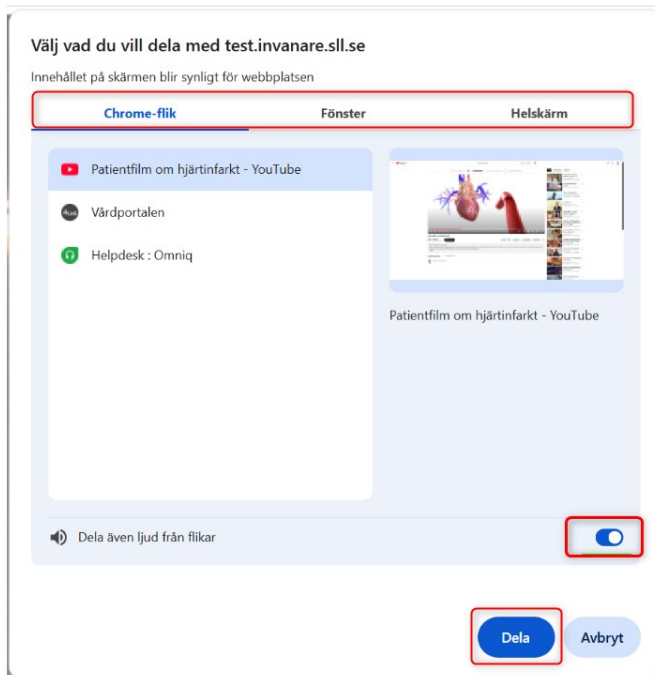 Välj vad du vill dela med test.invanare.sll.se
Innehållet på skärmen blir synligt för webbplatsen
Chrome-flik Fönster Helskärm
Patientfilm om hjärtinfarkt - YouTube
Vårdportalen
Helpdesk : Omniq
Patientfilm om hjärtinfarkt - YouTube
Dela även ljud från flikar
Dela Avbryt